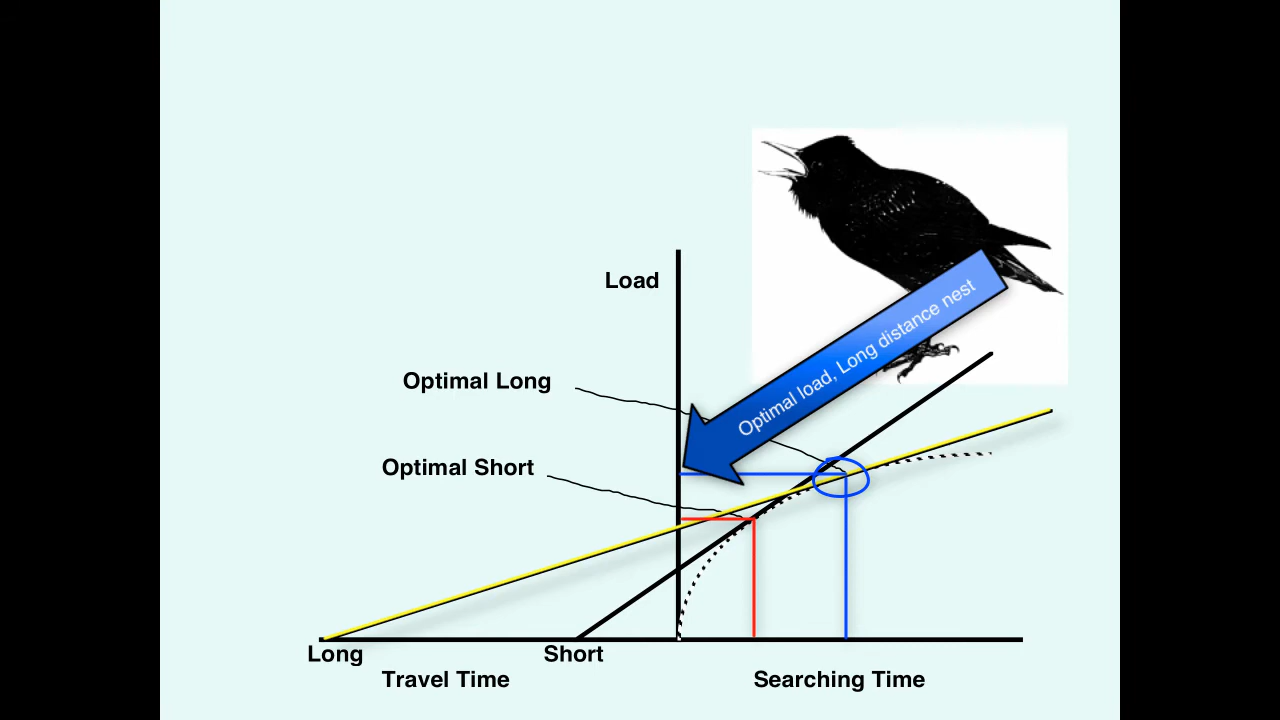 Load
Optimal load, Long distance nest
Optimal Long
Optimal Short
Long
Short
Travel Time
Searching Time